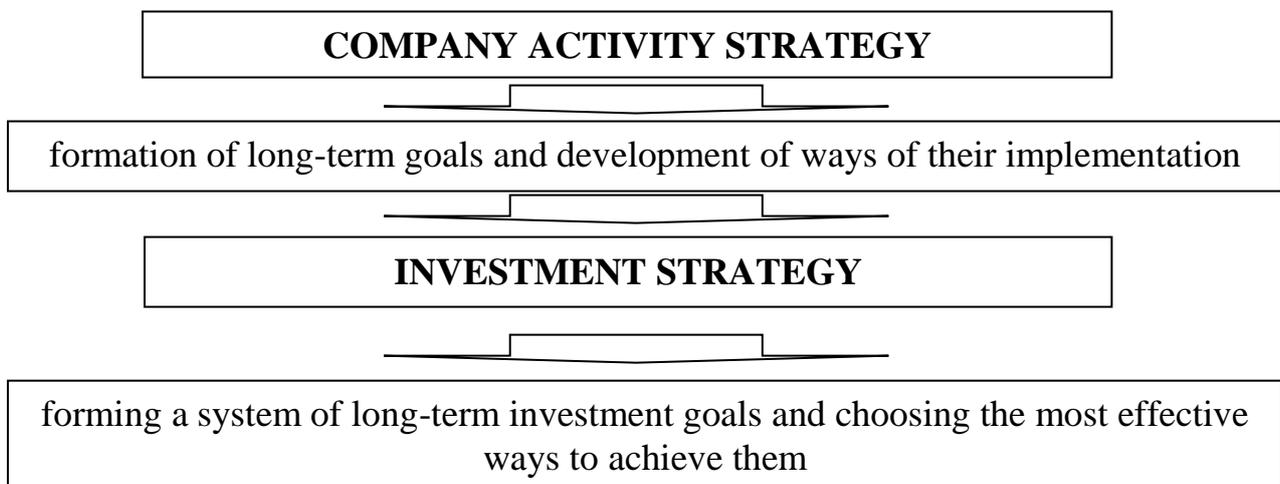 COMPANY ACTIVITY STRATEGY
formation of long-term goals and development of ways of their implementation
INVESTMENT STRATEGY
forming a system of long-term investment goals and choosing the most effective
ways to achieve them